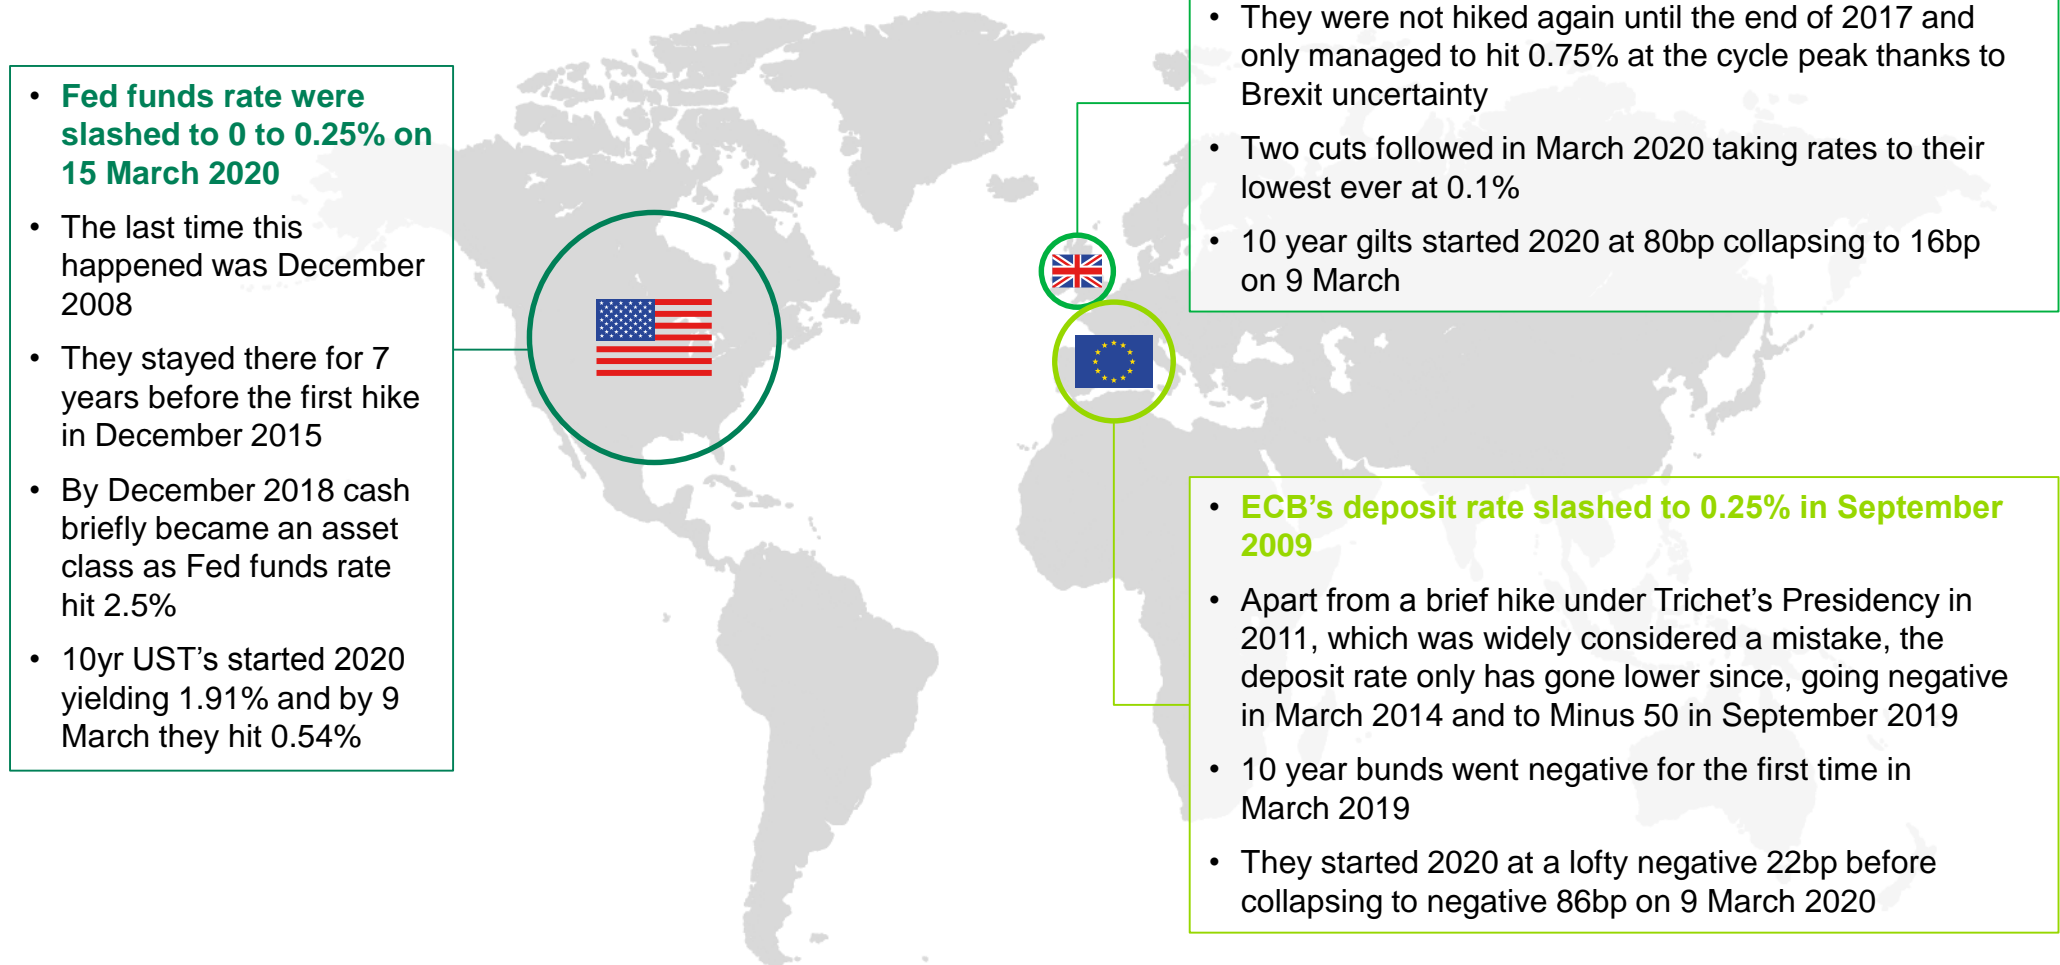 • Fed funds rate were
slashed to 0 to 0.25% on
15 March 2020
• The last time this
happened was December
2008
• They stayed there for 7
years before the first hike
in December 2015
• By December 2018 cash
briefly became an asset
class as Fed funds rate
hit 2.5%
• 10yr UST's started 2020
yielding 1.91% and by 9
March they hit 0.54%
• They were not hiked again until the end of 2017 and
only managed to hit 0.75% at the cycle peak thanks to
Brexit uncertainty
• Two cuts followed in March 2020 taking rates to their
lowest ever at 0.1%
• 10 year gilts started 2020 at 80bp collapsing to 16bp
on 9 March
• ECB’s deposit rate slashed to 0.25% in September
2009
• Apart from a brief hike under Trichet’s Presidency in
2011, which was widely considered a mistake, the
deposit rate only has gone lower since, going negative
in March 2014 and to Minus 50 in September 2019
• 10 year bunds went negative for the first time in
March 2019
• They started 2020 at a lofty negative 22bp before
collapsing to negative 86bp on 9 March 2020